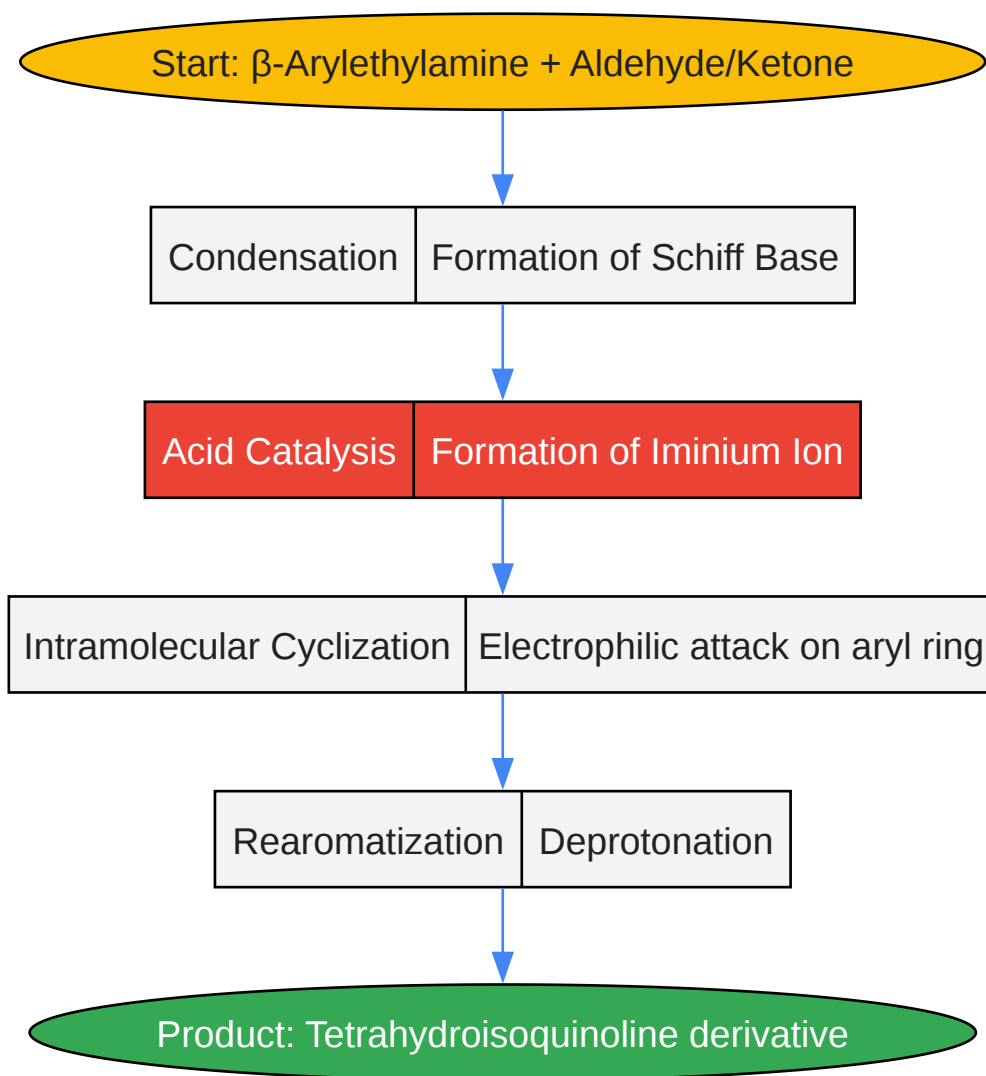 Start: β-Arylethylamine + Aldehyde/Ketone
Condensation Formation of Schiff Base
Acid Catalysis Formation of Iminium Ion
Intramolecular Cyclization Electrophilic attack on aryl ring
Rearomatization Deprotonation
Product: Tetrahydroisoquinoline derivative